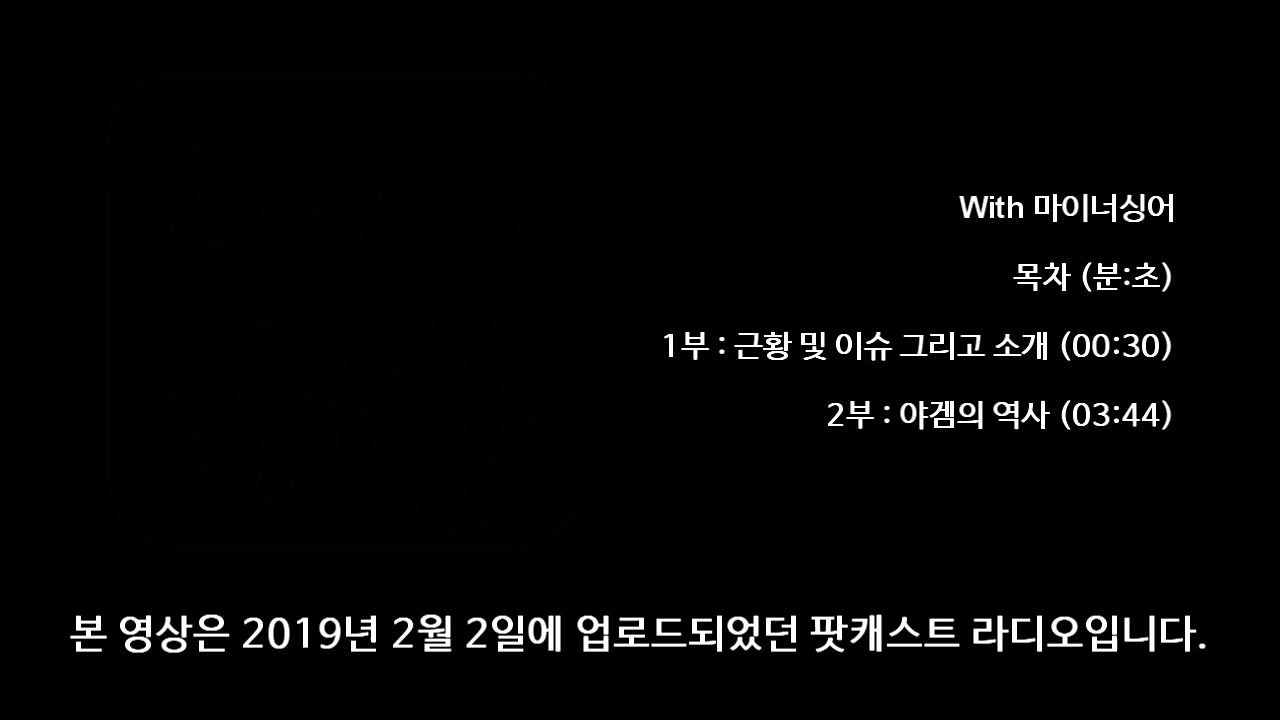 With 마이너싱어
목차 (분:초)
1부 : 근황 및 이슈 그리고 소개 (00:30)
2부 : 야겜의 역사 (03:44)
본 영상은 2019년 2월 2일에 업로드되었던 팟캐스트 라디오입니다.